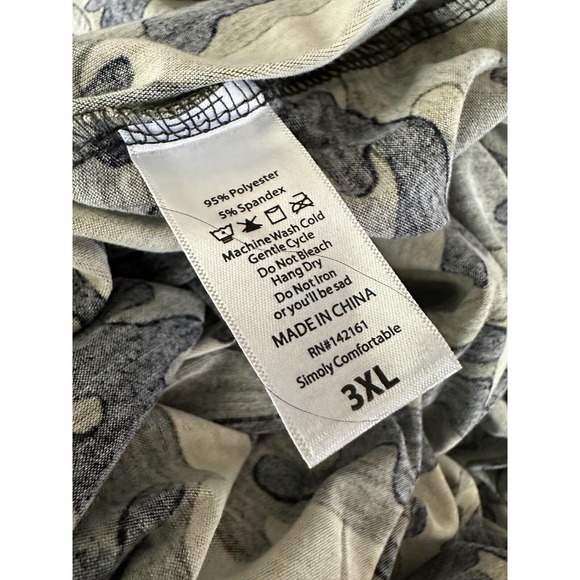 95% Polyester
5% Spandex
Machine Wash Cold
Gentle Cycle
Do Not Bleach
Hang Dry
Do Not Iron
or you'll be sad
MADE IN CHINA
RN#142161
Simoly Comfortable
3XL